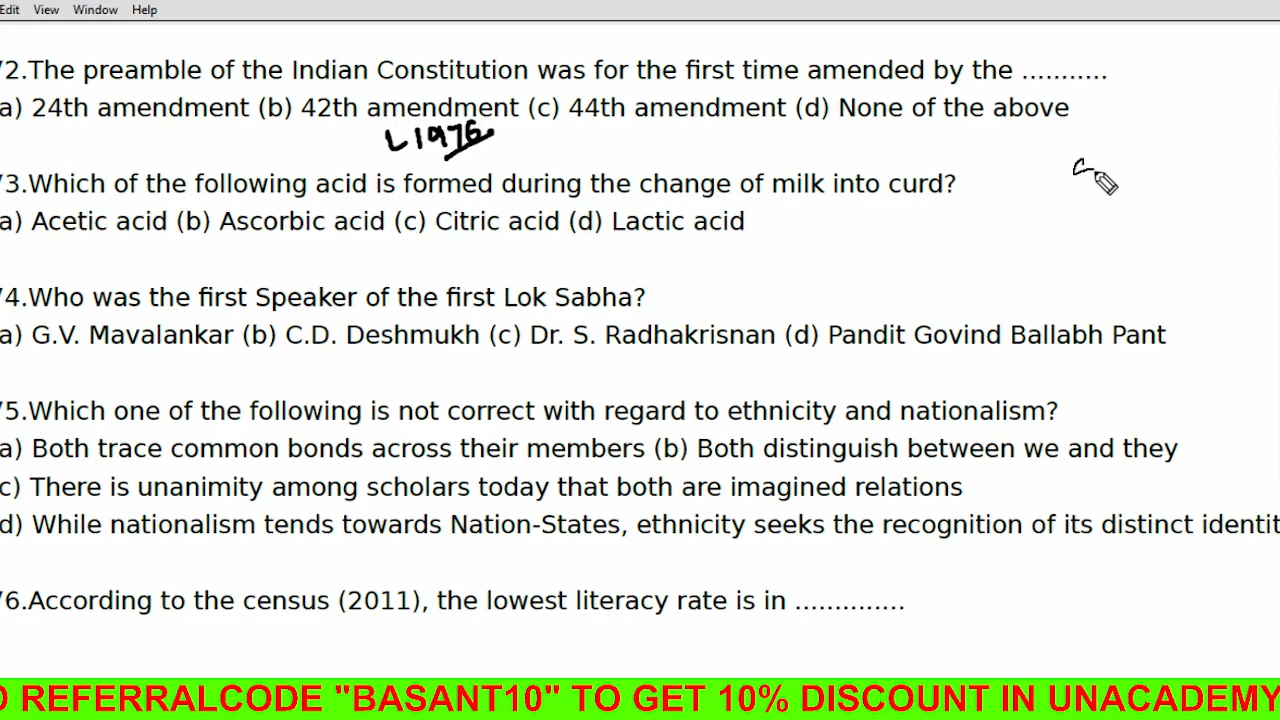 Edit View Window Help
72.The preamble of the Indian Constitution was for the first time amended by the ...........
a) 24th amendment (b) 42th amendment (c) 44th amendment (d) None of the above
1976
73.Which of the following acid is formed during the change of milk into curd?
a) Acetic acid (b) Ascorbic acid (c) Citric acid (d) Lactic acid
74.Who was the first Speaker of the first Lok Sabha?
a) G.V. Mavalankar (b) C.D. Deshmukh (c) Dr. S. Radhakrisnan (d) Pandit Govind Ballabh Pant
75.Which one of the following is not correct with regard to ethnicity and nationalism?
a) Both trace common bonds across their members (b) Both distinguish between we and they
c) There is unanimity among scholars today that both are imagined relations
d) While nationalism tends towards Nation-States, ethnicity seeks the recognition of its distinct identit
76.According to the census (2011), the lowest literacy rate is in ..............
REFERRALCODE "BASANT10" TO GET 10% DISCOUNT IN UNACADEMY